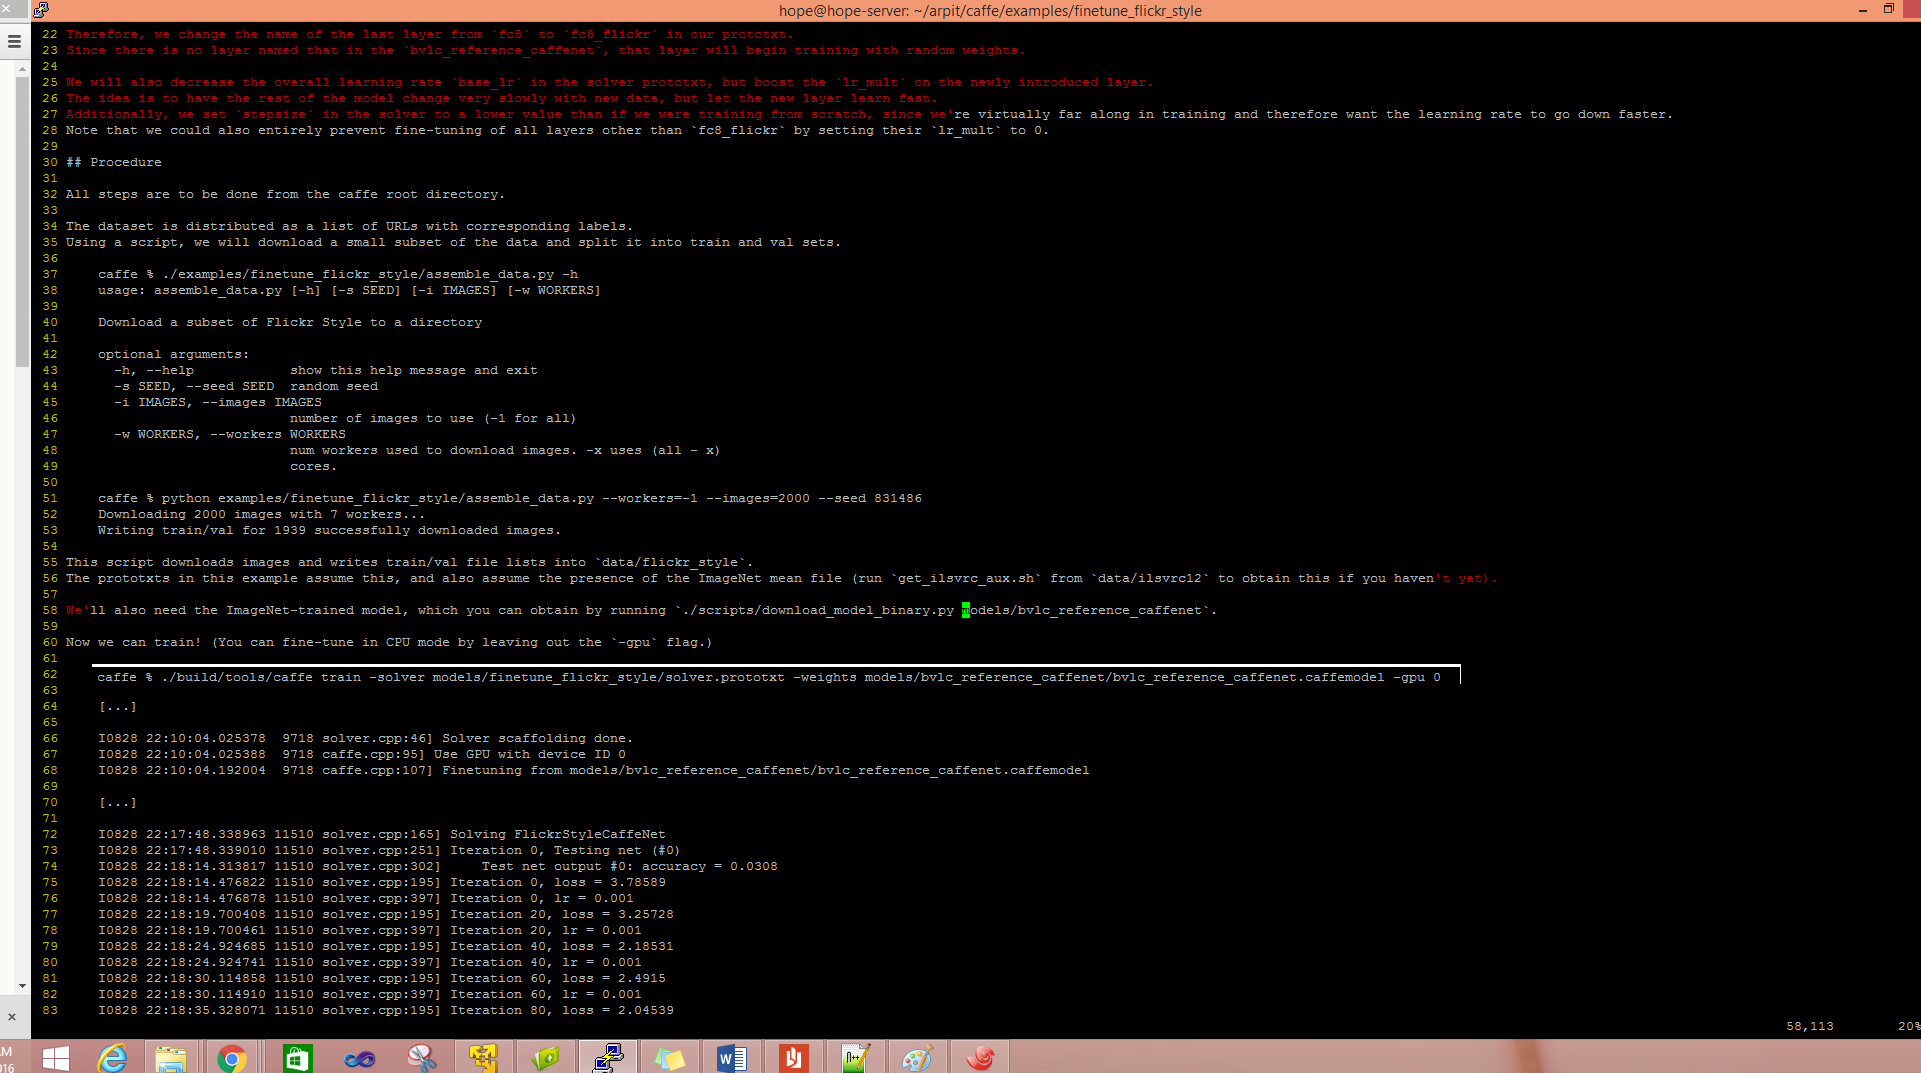 hope@hope-server: ~/arpit/caffe/examples/finetune_flickr_style
22 Therefore, we change the name of the last layer from `fc8` to `fc8_flickr` in our prototxt.
23 Since there is no layer named that in the `bvlc_reference_caffenet`, that layer will begin training with random weights.
24
25 We will also decrease the overall learning rate `base_lr` in the solver prototxt, but boost the `lr_mult` on the newly introduced layer.
26 The idea is to have the rest of the model change very slowly with new data, but let the new layer learn fast.
27 Additionally, we set `stepsize` in the solver to a lower value than if we were training from scratch, since we're virtually far along in training and therefore want the learning rate to go down faster.
28 Note that we could also entirely prevent fine-tuning of all layers other than `fc8_flickr` by setting their `lr_mult` to 0.
29
30 ## Procedure
31
32 All steps are to be done from the caffe root directory.
33
34 The dataset is distributed as a list of URLs with corresponding labels.
35 Using a script, we will download a small subset of the data and split it into train and val sets.
36
37     caffe % ./examples/finetune_flickr_style/assemble_data.py -h
38     usage: assemble_data.py [-h] [-s SEED] [-i IMAGES] [-w WORKERS]
39
40     Download a subset of Flickr Style to a directory
41
42     optional arguments:
43       -h, --help            show this help message and exit
44       -s SEED, --seed SEED  random seed
45       -i IMAGES, --images IMAGES
46                             number of images to use (-1 for all)
47       -w WORKERS, --workers WORKERS
48                             num workers used to download images. -x uses (all - x)
49                             cores.
50
51     caffe % python examples/finetune_flickr_style/assemble_data.py --workers=-1 --images=2000 --seed 831486
52     Downloading 2000 images with 7 workers...
53     Writing train/val for 1939 successfully downloaded images.
54
55 This script downloads images and writes train/val file lists into `data/flickr_style`.
56 The prototxts in this example assume this, and also assume the presence of the ImageNet mean file (run `get_ilsvrc_aux.sh` from `data/ilsvrc12` to obtain this if you haven't yet).
57
58 We'll also need the ImageNet-trained model, which you can obtain by running `./scripts/download_model_binary.py models/bvlc_reference_caffenet`.
59
60 Now we can train! (You can fine-tune in CPU mode by leaving out the `-gpu` flag.)
61
62     caffe % ./build/tools/caffe train -solver models/finetune_flickr_style/solver.prototxt -weights models/bvlc_reference_caffenet/bvlc_reference_caffenet.caffemodel -gpu 0
63
64     [...]
65
66     I0828 22:10:04.025378  9718 solver.cpp:46] Solver scaffolding done.
67     I0828 22:10:04.025388  9718 caffe.cpp:95] Use GPU with device ID 0
68     I0828 22:10:04.192004  9718 caffe.cpp:107] Finetuning from models/bvlc_reference_caffenet/bvlc_reference_caffenet.caffemodel
69
70     [...]
71
72     I0828 22:17:48.338963 11510 solver.cpp:165] Solving FlickrStyleCaffeNet
73     I0828 22:17:48.339010 11510 solver.cpp:251] Iteration 0, Testing net (#0)
74     I0828 22:18:14.313817 11510 solver.cpp:302]     Test net output #0: accuracy = 0.0308
75     I0828 22:18:14.476822 11510 solver.cpp:195] Iteration 0, loss = 3.78589
76     I0828 22:18:14.476878 11510 solver.cpp:397] Iteration 0, lr = 0.001
77     I0828 22:18:19.700408 11510 solver.cpp:195] Iteration 20, loss = 3.25728
78     I0828 22:18:19.700461 11510 solver.cpp:397] Iteration 20, lr = 0.001
79     I0828 22:18:24.924685 11510 solver.cpp:195] Iteration 40, loss = 2.18531
80     I0828 22:18:24.924741 11510 solver.cpp:397] Iteration 40, lr = 0.001
81     I0828 22:18:30.114858 11510 solver.cpp:195] Iteration 60, loss = 2.4915
82     I0828 22:18:30.114910 11510 solver.cpp:397] Iteration 60, lr = 0.001
83     I0828 22:18:35.328071 11510 solver.cpp:195] Iteration 80, loss = 2.04539
58,113 20%
AM
016